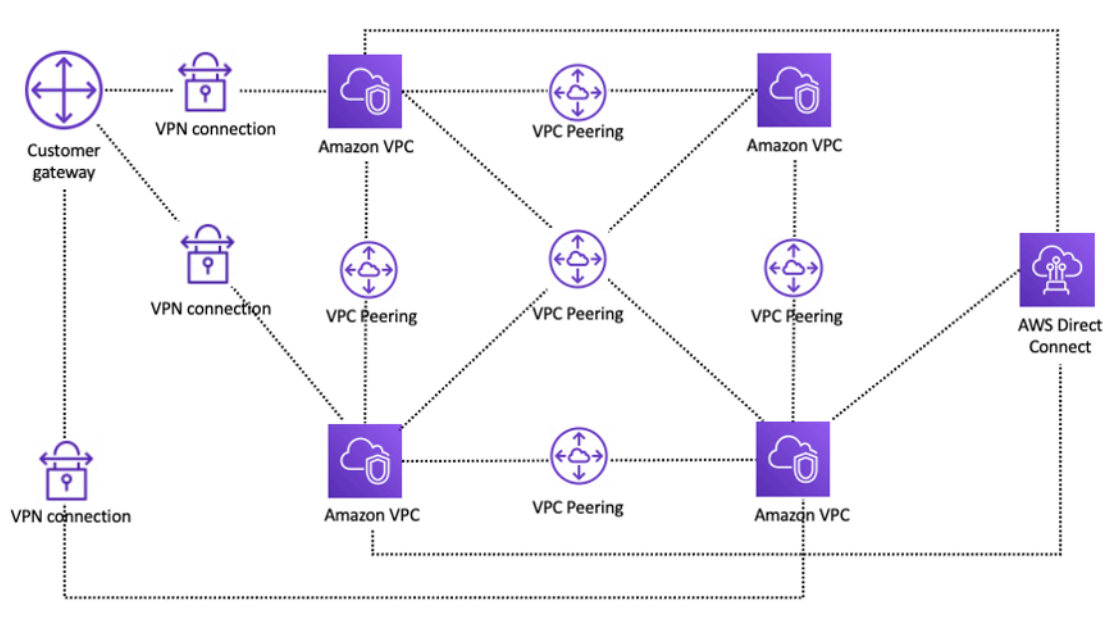 VPN connection
Customer
gateway
Amazon VPC
VPC Peering
Amazon VPC
VPN connection
VPC Peering
VPC Peering
VPC Peering
AWS Direct
Connect
VPN connection
Amazon VPC
VPC Peering
Amazon VPC